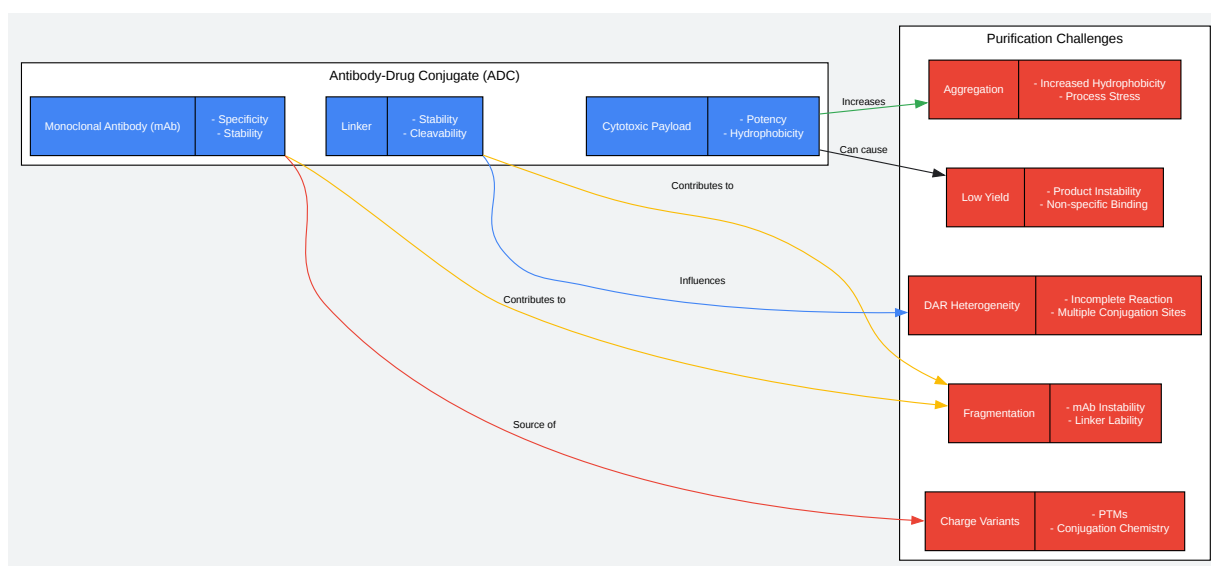 Purification Challenges
Antibody-Drug Conjugate (ADC)
Monoclonal Antibody (mAb)
- Specificity
- Stability
Linker
- Stability
- Cleavability
Cytotoxic Payload
- Potency
- Hydrophobicity
Increases
Can cause
Contributes to
Influences
Contributes to
Source of
Aggregation
- Increased Hydrophobicity
- Process Stress
Low Yield
- Product Instability
- Non-specific Binding
DAR Heterogeneity
- Incomplete Reaction
- Multiple Conjugation Sites
Fragmentation
- mAb Instability
- Linker Lability
Charge Variants
- PTMs
- Conjugation Chemistry